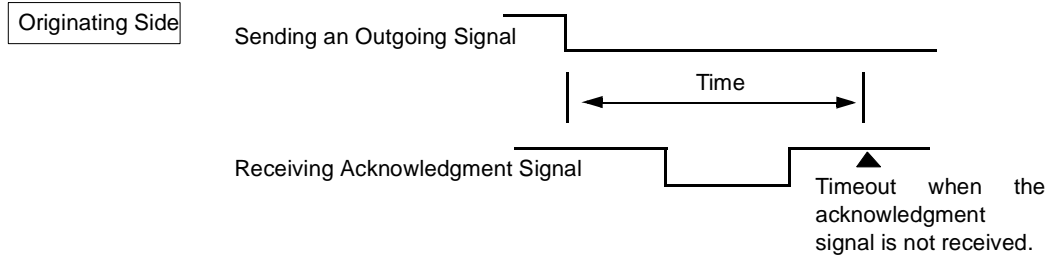 Originating Side
Sending an Outgoing Signal
Time
Receiving Acknowledgment Signal
Timeout when the
acknowledgment
signal is not received.